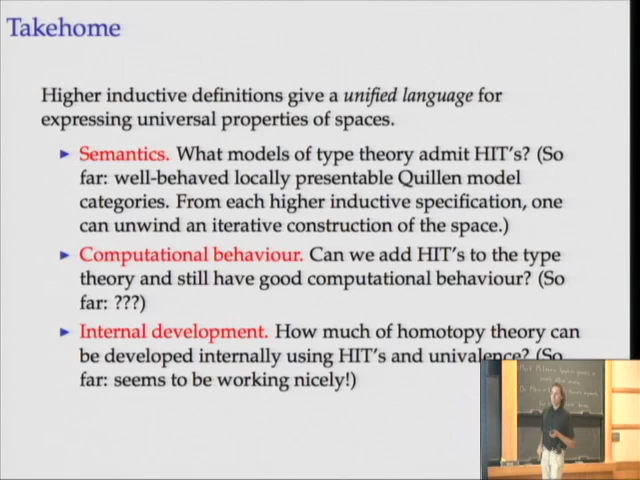 Takehome
Higher inductive definitions give a unified language for
expressing universal properties of spaces.
► Semantics. What models of type theory admit HIT's? (So
far: well-behaved locally presentable Quillen model
categories. From each higher inductive specification, one
can unwind an iterative construction of the space.)
► Computational behaviour. Can we add HIT's to the type
theory and still have good computational behaviour? (So
far: ???)
► Internal development. How much of homotopy theory can
be developed internally using HIT's and univalence? (So
far: seems to be working nicely!)